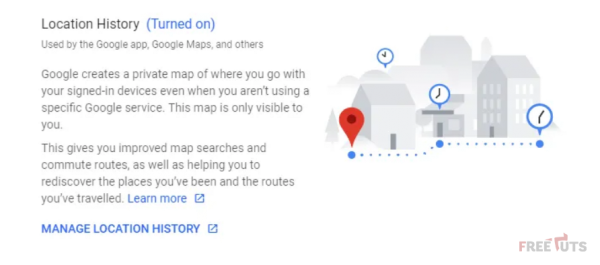 Location History (Turned on)
Used by the Google app, Google Maps, and others
Google creates a private map of where you go with
your signed-in devices even when you aren't using a
specific Google service. This map is only visible to
you.
This gives you improved map searches and
commute routes, as well as helping you to
rediscover the places you've been and the routes
you've travelled. Learn more
MANAGE LOCATION HISTORY
FREETUTS